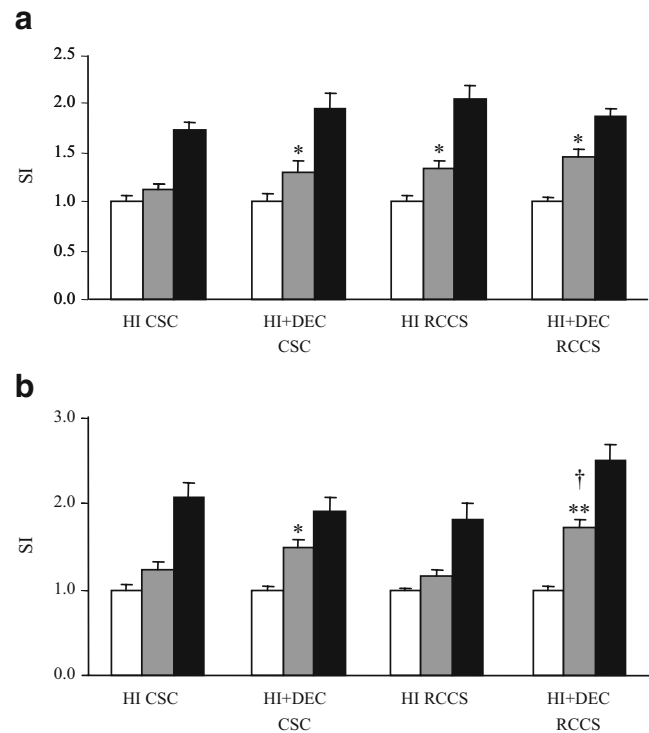 a
2.5
2.0
1.5
1.0
0.5
0.0
SI
* * *
HI CSC HI+DEC CSC HI RCCS HI+DEC RCCS
b
3.0
2.0
1.0
0.0
SI
* † **
HI CSC HI+DEC CSC HI RCCS HI+DEC RCCS